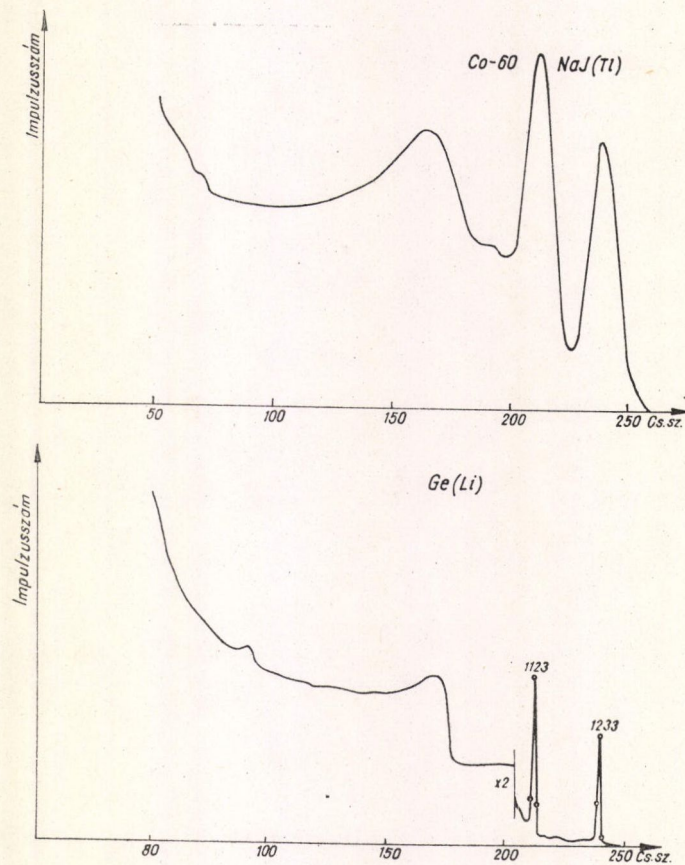 Impulzusszám
Co-60 NaJ(Tl)
50 100 150 200 250 Cs.sz.
Impulzusszám
Ge(Li)
1123
1233
x2
80 100 150 200 250 Cs.sz.